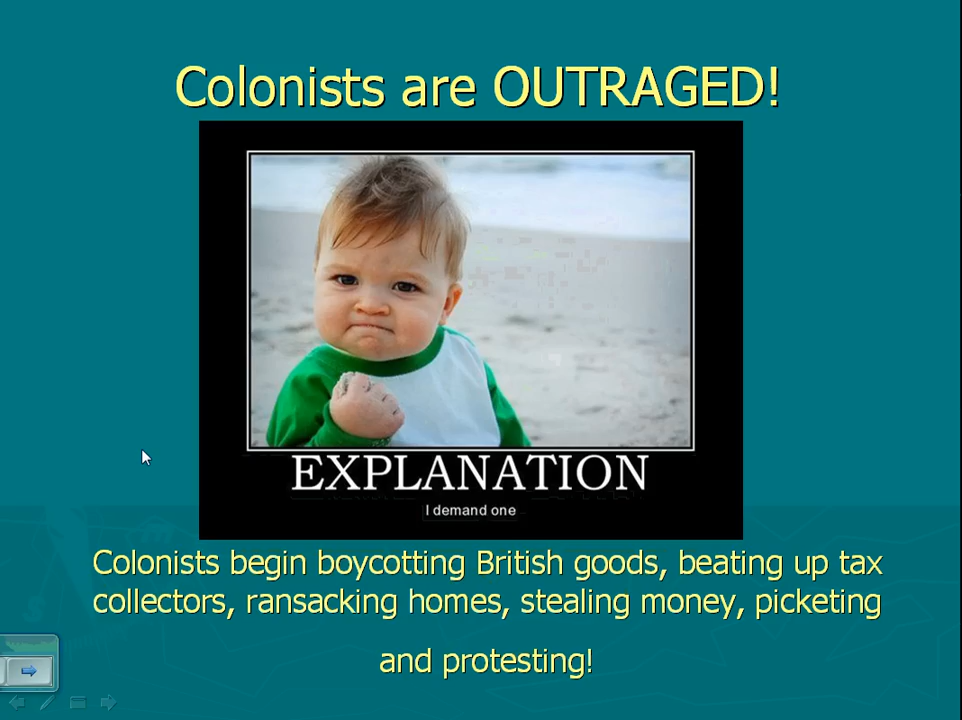 Colonists are OUTRAGED!
EXPLANATION
I demand one
Colonists begin boycotting British goods, beating up tax
collectors, ransacking homes, stealing money, picketing
and protesting!